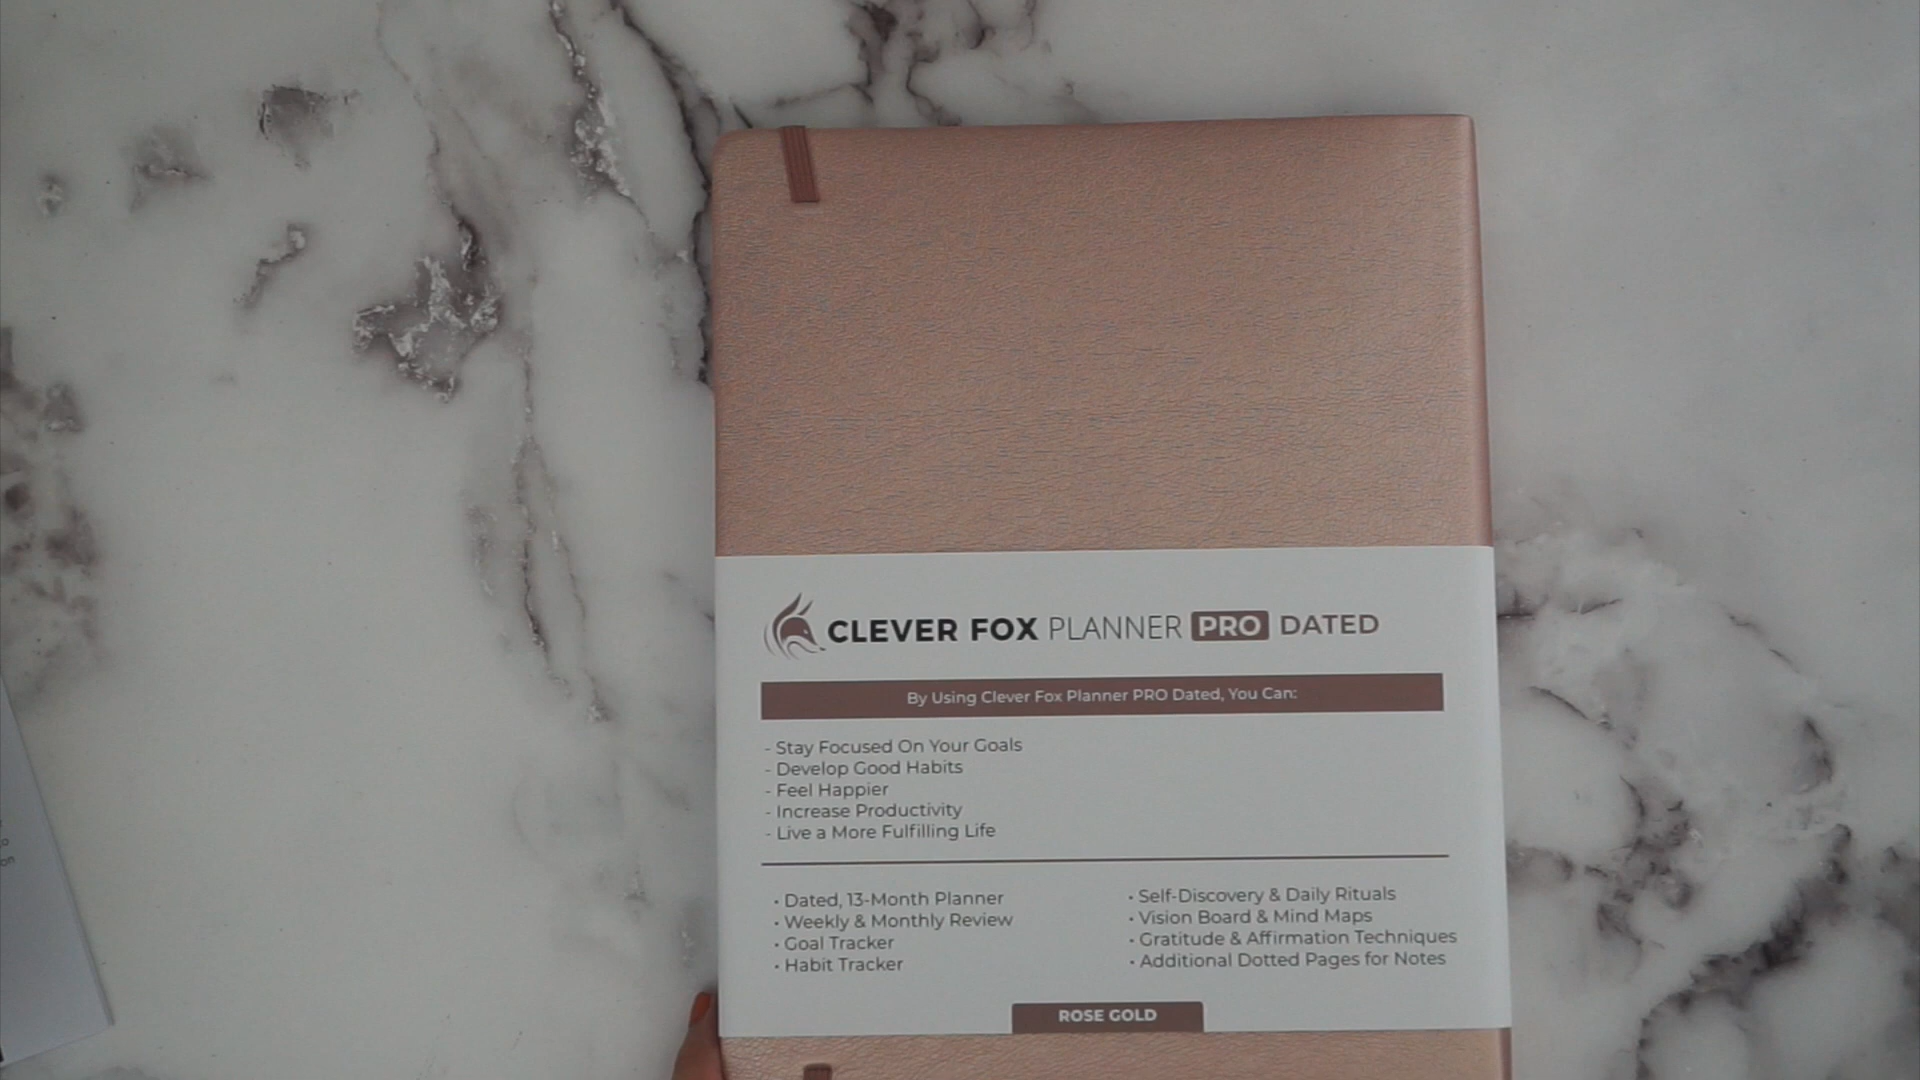 CLEVER FOX PLANNER PRO DATED
By Using Clever Fox Planner PRO Dated, You Can:
- Stay Focused On Your Goals
- Develop Good Habits
- Feel Happier
- Increase Productivity
- Live a More Fulfilling Life
• Dated, 13-Month Planner
• Weekly & Monthly Review
• Goal Tracker
• Habit Tracker
• Self-Discovery & Daily Rituals
• Vision Board & Mind Maps
• Gratitude & Affirmation Techniques
• Additional Dotted Pages for Notes
ROSE GOLD